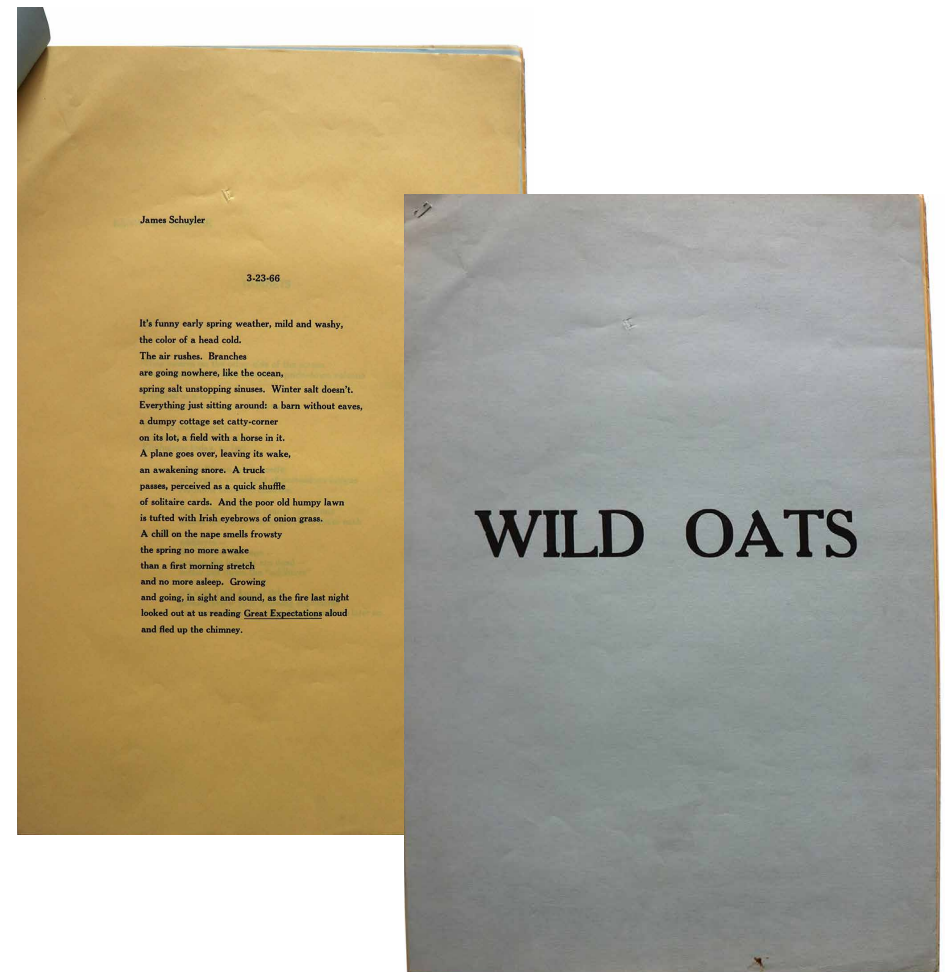 James Schuyler
3-23-66
It's funny early spring weather, mild and washy,
the color of a head cold.
The air rushes. Branches
are going nowhere, like the ocean,
spring salt unstopping sinuses. Winter salt doesn't.
Everything just sitting around: a barn without eaves,
a dumpy cottage set catty-corner
on its lot, a field with a horse in it.
A plane goes over, leaving its wake,
an awakening snore. A truck
passes, perceived as a quick shuffle
of solitaire cards. And the poor old humpy lawn
is tufted with Irish eyebrows of onion grass.
A chill on the nape smells frowsty
the spring no more awake
than a first morning stretch
and no more asleep. Growing
and going, in sight and sound, as the fire last night
looked out at us reading Great Expectations aloud
and fled up the chimney.
WILD OATS